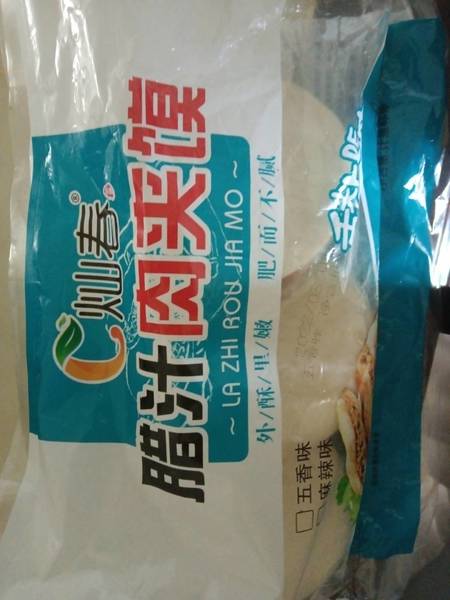 灿春®
腊汁肉夹馍
~ LA ZHI ROU JIA MO ~
外/酥/里/嫩 肥/而/不/腻
五香味
麻辣味